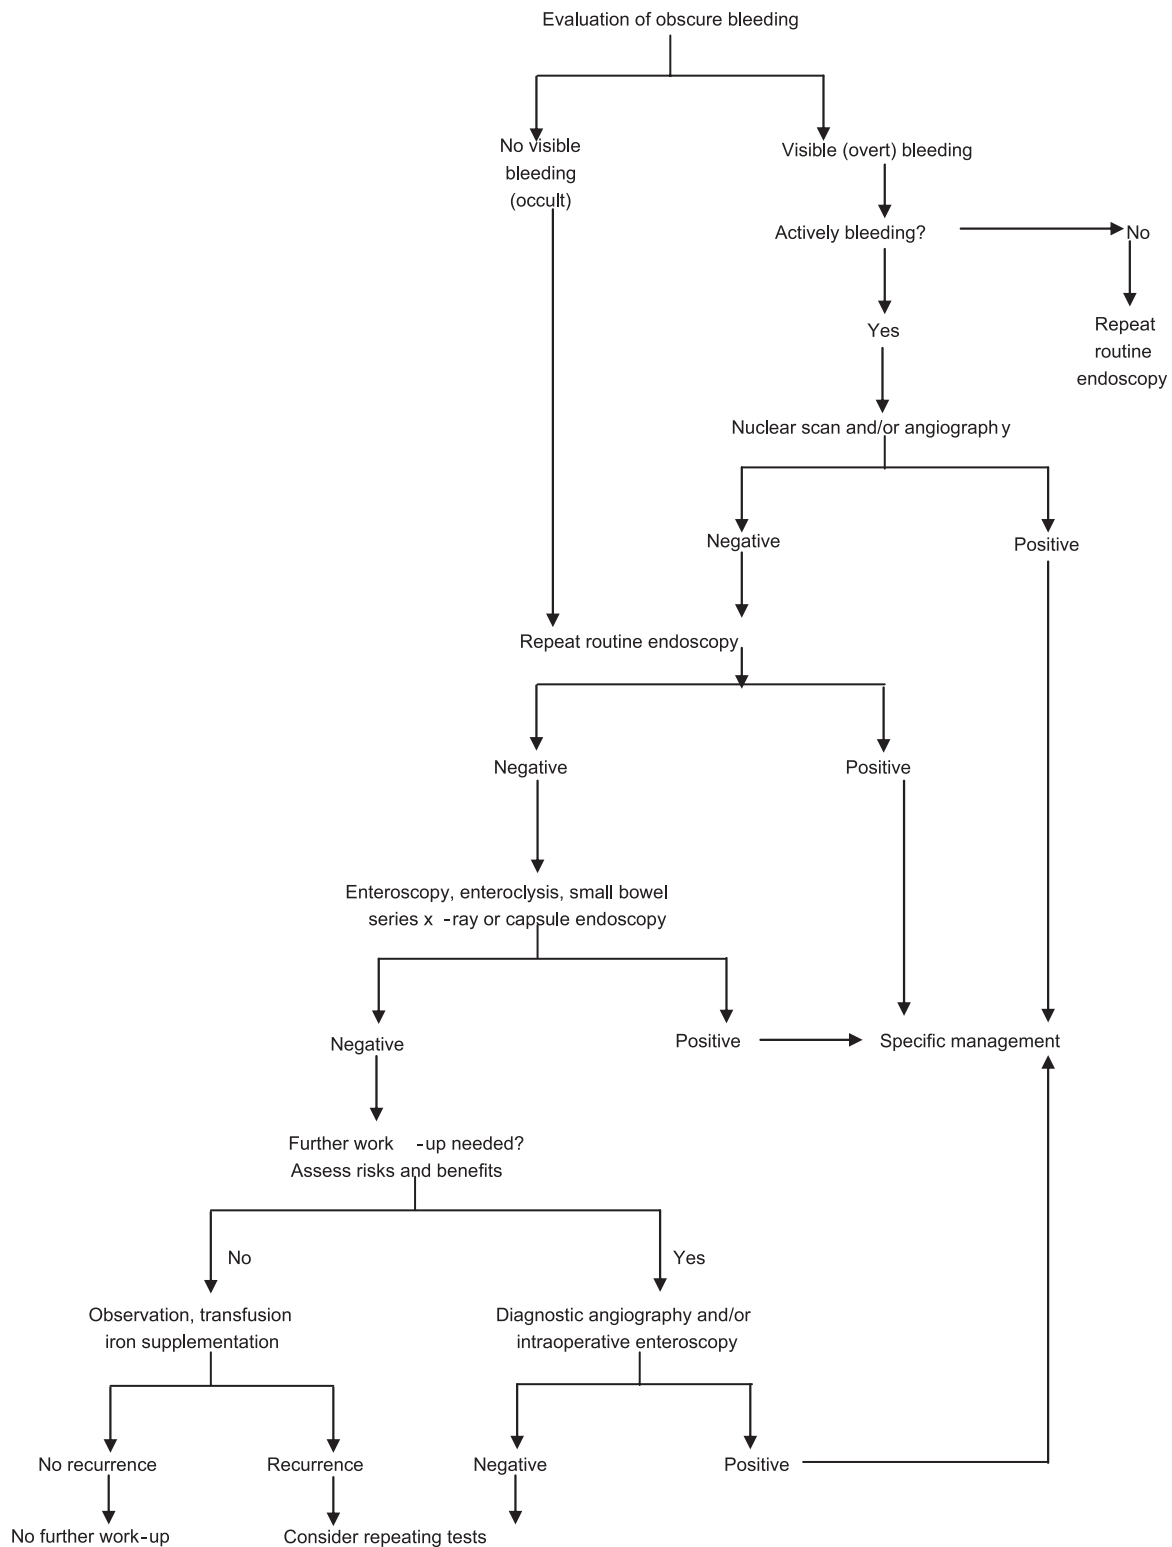 Evaluation of obscure bleeding
No visible
bleeding
(occult)
Visible (overt) bleeding
Actively bleeding?
No
Yes
Repeat
routine
endoscopy
Nuclear scan and/or angiography
Negative
Positive
Repeat routine endoscopy
Negative
Positive
Enteroscopy, enteroclysis, small bowel
series x -ray or capsule endoscopy
Negative
Positive
Specific management
Further work -up needed?
Assess risks and benefits
No
Yes
Observation, transfusion
iron supplementation
Diagnostic angiography and/or
intraoperative enteroscopy
No recurrence
Recurrence
Negative
Positive
No further work-up
Consider repeating tests